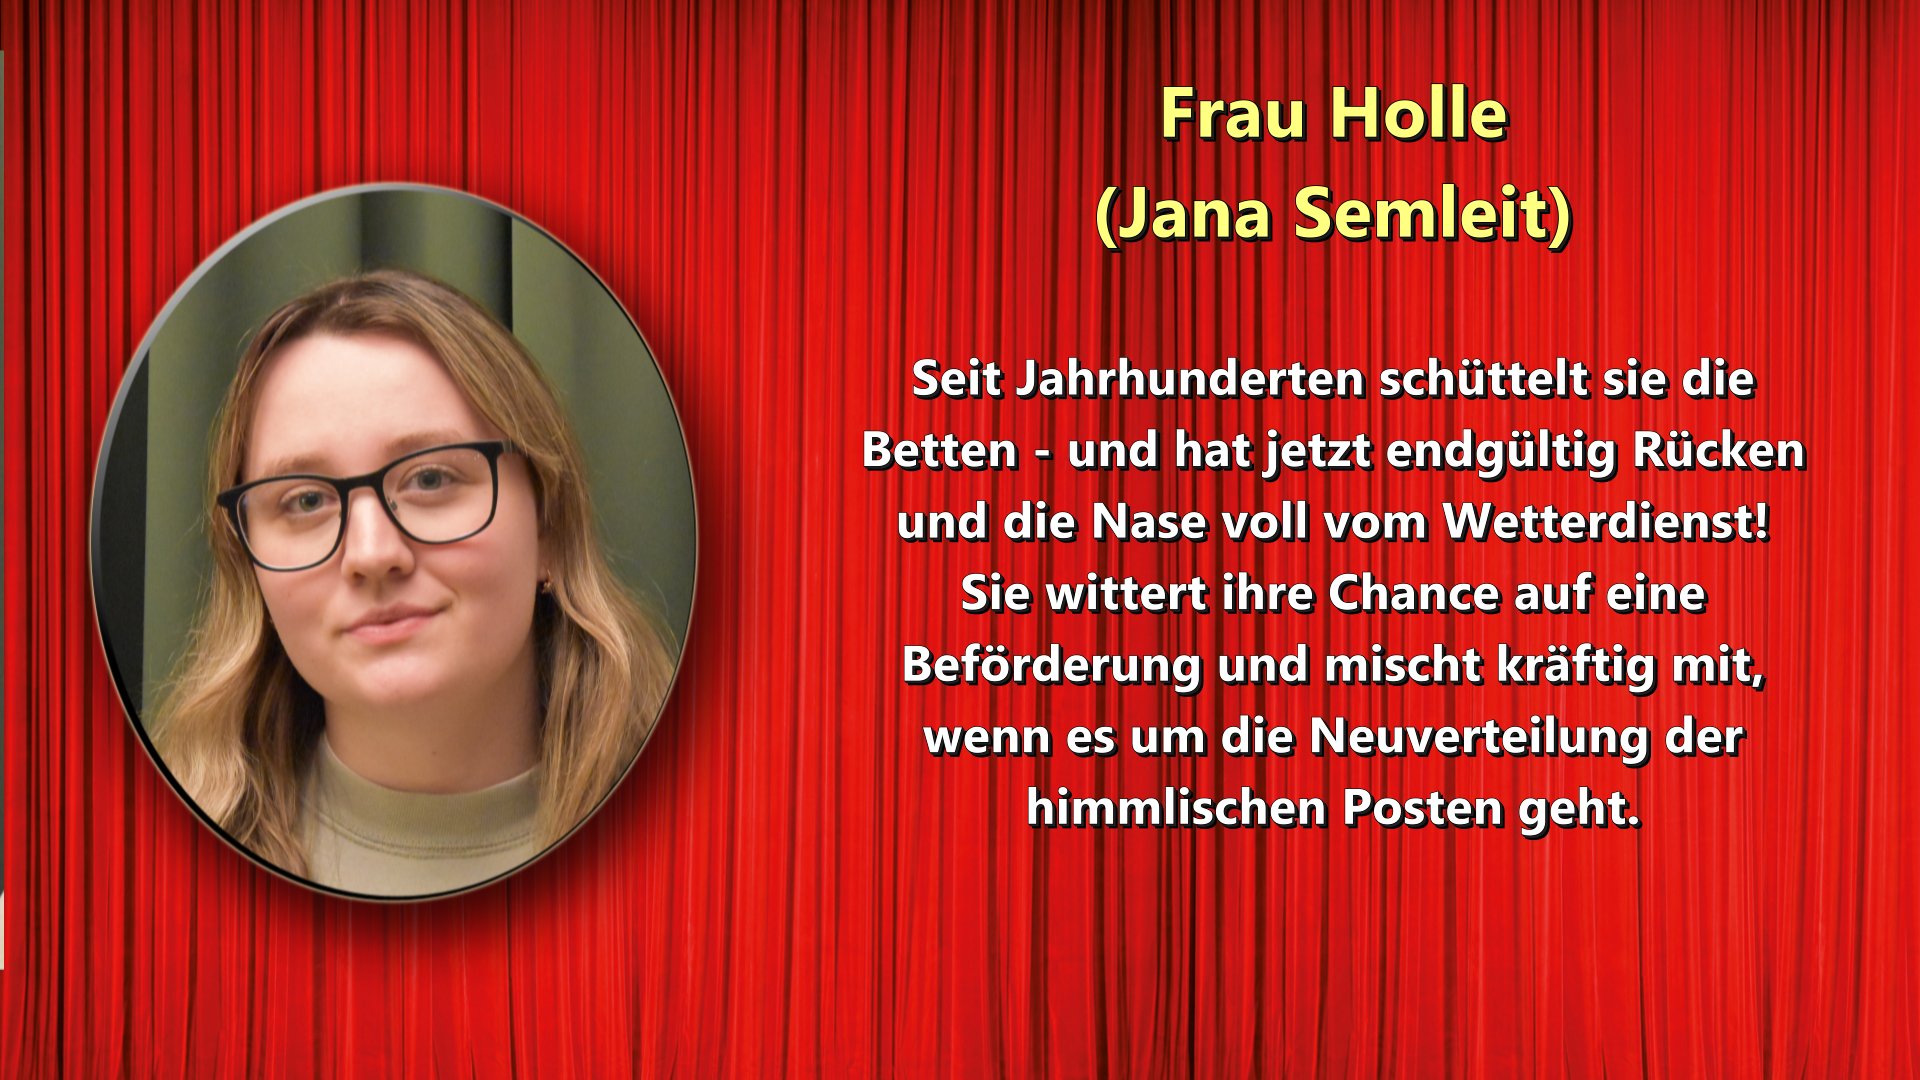 Frau Holle
(Jana Semleit)
Seit Jahrhunderten schüttelt sie die
Betten - und hat jetzt endgültig Rücken
und die Nase voll vom Wetterdienst!
Sie wittert ihre Chance auf eine
Beförderung und mischt kräftig mit,
wenn es um die Neuverteilung der
himmlischen Posten geht.